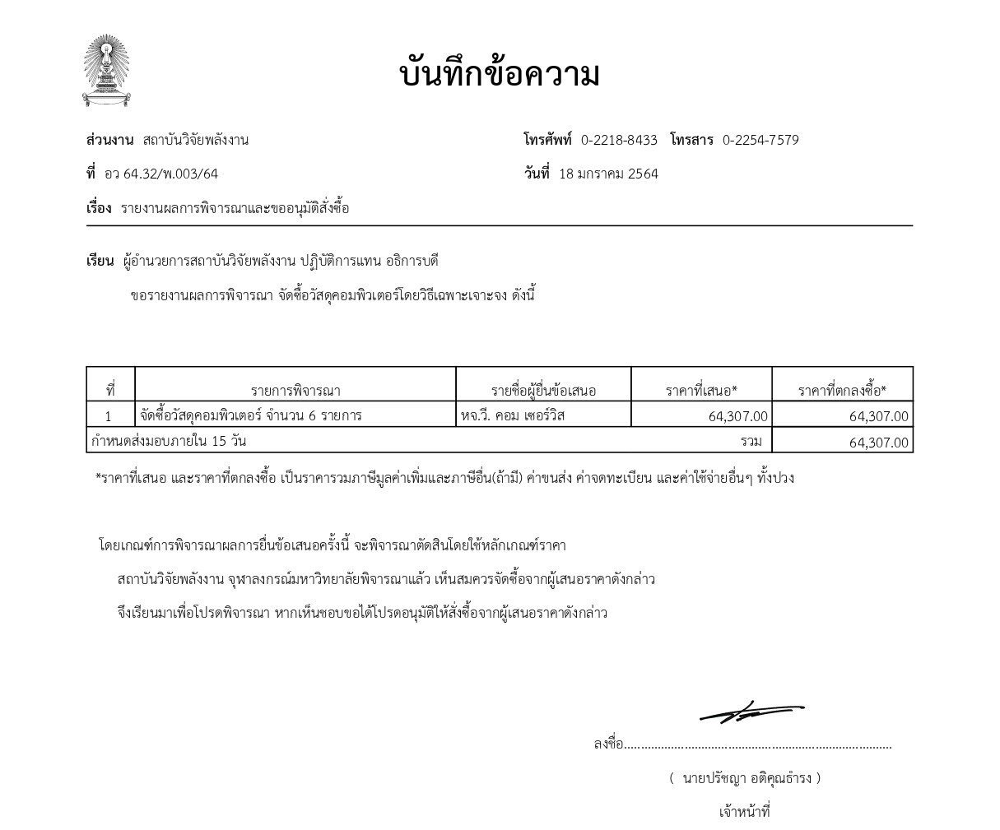 บันทึกข้อความ
ส่วนงาน สถาบันวิจัยพลังงาน โทรศัพท์ 0-2218-8433 โทรสาร 0-2254-7579
ที่ อว 64.32/พ.003/64 วันที่ 18 มกราคม 2564
เรื่อง รายงานผลการพิจารณาและขออนุมัติสั่งซื้อ
เรียน ผู้อำนวยการสถาบันวิจัยพลังงาน ปฏิบัติการแทน อธิการบดี
ขอรายงานผลการพิจารณา จัดซื้อวัสดุคอมพิวเตอร์โดยวิธีเฉพาะเจาะจง ดังนี้
ที่ รายการพิจารณา รายชื่อผู้ยื่นข้อเสนอ ราคาที่เสนอ* ราคาที่ตกลงซื้อ*
1 จัดซื้อวัสดุคอมพิวเตอร์ จำนวน 6 รายการ หจ.วี. คอม เซอร์วิส 64,307.00 64,307.00
กำหนดส่งมอบภายใน 15 วัน รวม 64,307.00
*ราคาที่เสนอ และราคาที่ตกลงซื้อ เป็นราคารวมภาษีมูลค่าเพิ่มและภาษีอื่น(ถ้ามี) ค่าขนส่ง ค่าจดทะเบียน และค่าใช้จ่ายอื่นๆ ทั้งปวง
โดยเกณฑ์การพิจารณาผลการยื่นข้อเสนอครั้งนี้ จะพิจารณาตัดสินโดยใช้หลักเกณฑ์ราคา
สถาบันวิจัยพลังงาน จุฬาลงกรณ์มหาวิทยาลัยพิจารณาแล้ว เห็นสมควรจัดซื้อจากผู้เสนอราคาดังกล่าว
จึงเรียนมาเพื่อโปรดพิจารณา หากเห็นชอบขอได้โปรดอนุมัติให้สั่งซื้อจากผู้เสนอราคาดังกล่าว
ลงชื่อ................................................................................
( นายปรัชญา อติคุณธำรง )
เจ้าหน้าที่